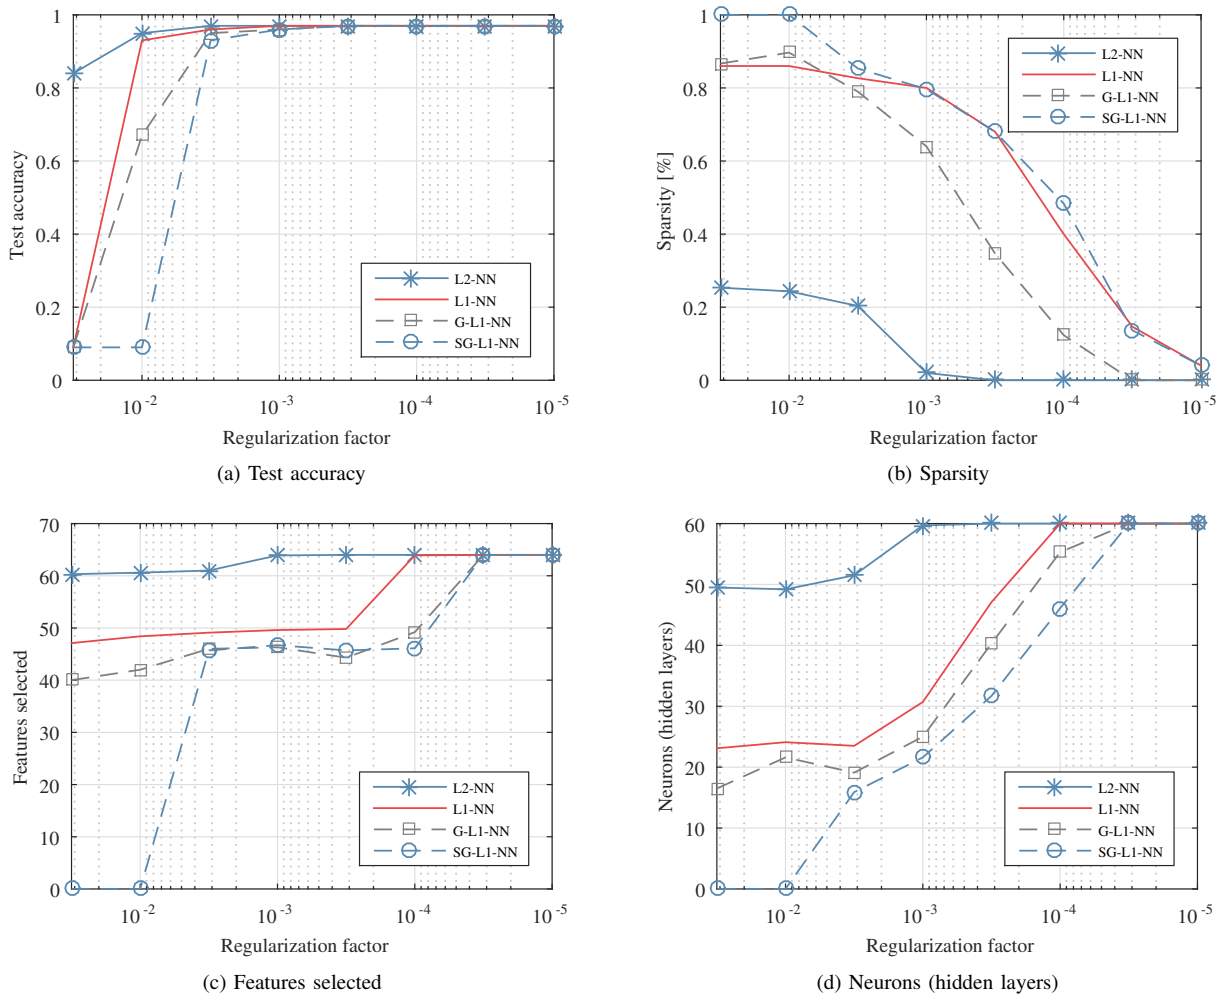 1
0.8
0.6
0.4
0.2
0
Test accuracy
L2-NN
L1-NN
G-L1-NN
SG-L1-NN
10-2
10-3
10-4
10-5
Regularization factor
(a) Test accuracy
1
0.8
0.6
0.4
0.2
0
Sparsity [%]
L2-NN
L1-NN
G-L1-NN
SG-L1-NN
10-2
10-3
10-4
10-5
Regularization factor
(b) Sparsity
70
60
50
40
30
20
10
0
Features selected
L2-NN
L1-NN
G-L1-NN
SG-L1-NN
10-2
10-3
10-4
10-5
Regularization factor
(c) Features selected
60
50
40
30
20
10
0
Neurons (hidden layers)
L2-NN
L1-NN
G-L1-NN
SG-L1-NN
10-2
10-3
10-4
10-5
Regularization factor
(d) Neurons (hidden layers)